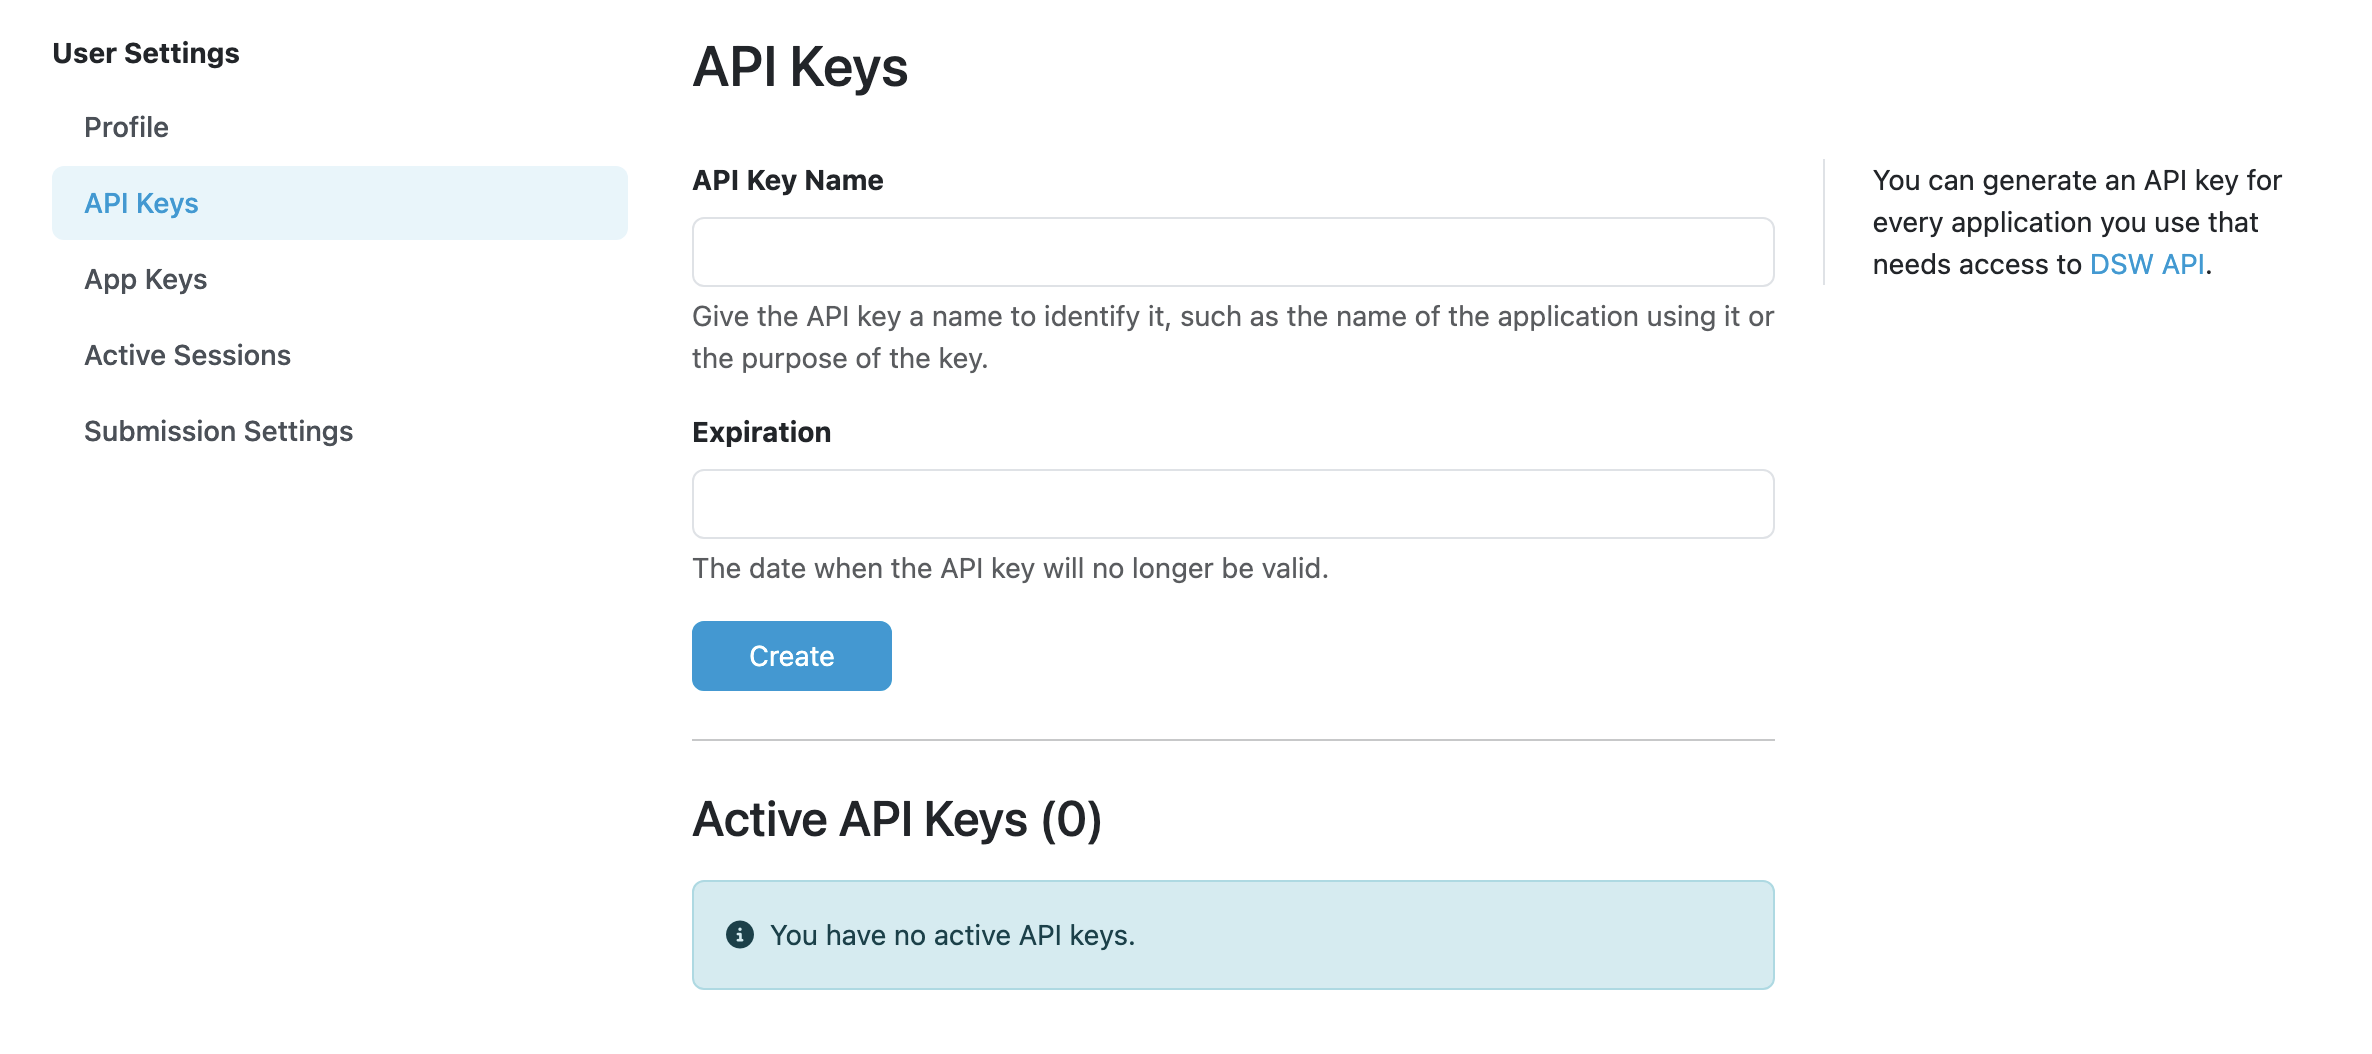 User Settings
Profile
API Keys
App Keys
Active Sessions
Submission Settings
API Keys
API Key Name
Give the API key a name to identify it, such as the name of the application using it or
the purpose of the key.
Expiration
The date when the API key will no longer be valid.
Create
Active API Keys (0)
You have no active API keys.
You can generate an API key for
every application you use that
needs access to DSW API.